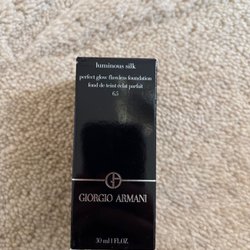 luminous silk
perfect glow flawless foundation
fond de teint éclat parfait
6.5
GIORGIO ARMANI
30 ml 1 FL.OZ.